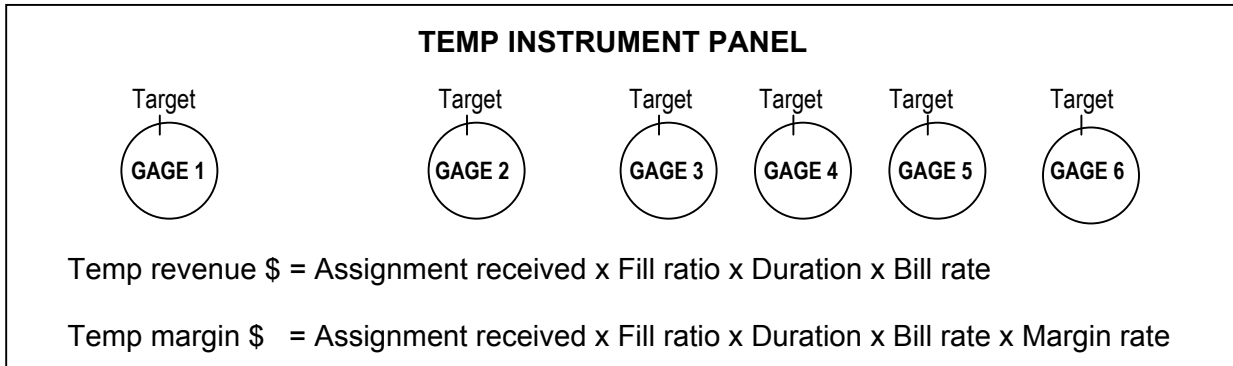 TEMP INSTRUMENT PANEL
Target Target Target Target Target Target
GAGE 1 GAGE 2 GAGE 3 GAGE 4 GAGE 5 GAGE 6
Temp revenue $ = Assignment received x Fill ratio x Duration x Bill rate
Temp margin $ = Assignment received x Fill ratio x Duration x Bill rate x Margin rate